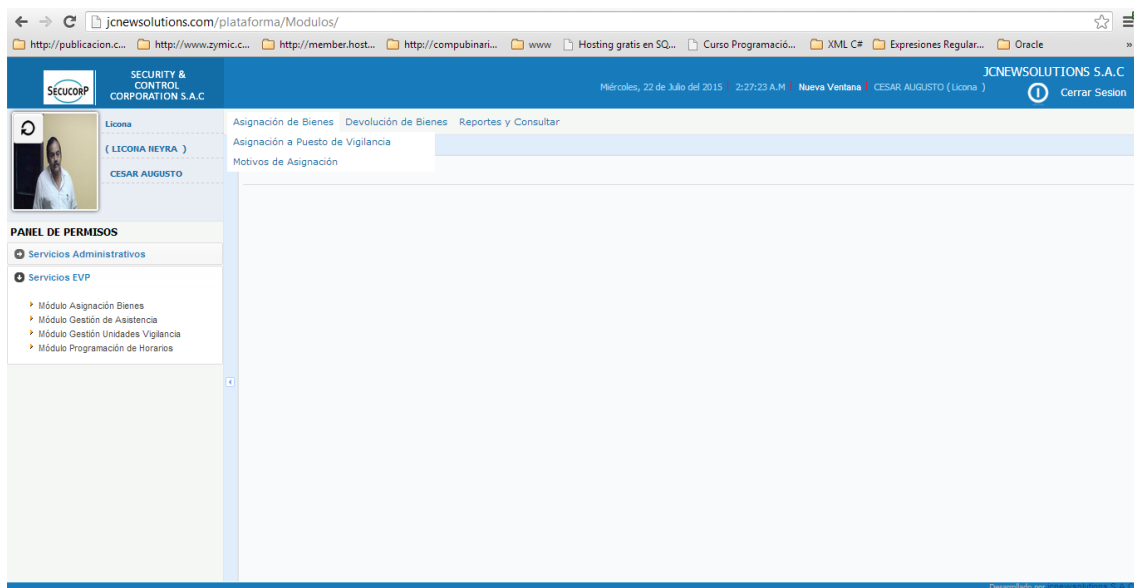 jcnewsolutions.com/plataforma/Modulos/
http://publicacion.c... http://www.zymic.c... http://member.host... http://compubinari... www Hosting gratis en SQ... Curso Programació... XML C# Expresiones Regular... Oracle »
SECUCORP
SECURITY &
CONTROL
CORPORATION S.A.C
JCNEWSOLUTIONS S.A.C
Miércoles, 22 de Julio del 2015 2:27:23 A.M Nueva Ventana CESAR AUGUSTO ( Licona ) Cerrar Sesion
Licona
( LICONA NEYRA )
CESAR AUGUSTO
Asignación de Bienes Devolución de Bienes Reportes y Consultar
Asignación a Puesto de Vigilancia
Motivos de Asignación
PANEL DE PERMISOS
Servicios Administrativos
Servicios EVP
Módulo Asignación Bienes
Módulo Gestión de Asistencia
Módulo Gestión Unidades Vigilancia
Módulo Programación de Horarios
Desarrollado por jcnewsolutions S.A.C